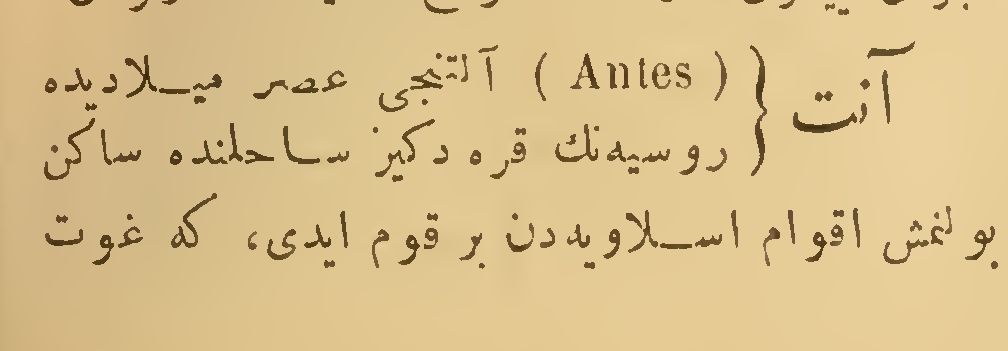 آنت { (Antes) آلتنجی عصر میلادیده
روسیه‌نك قره دكیز ساحلنده ساكن
بولنمش اقوام اسلاویه‌دن بر قوم ایدی، كه غوت